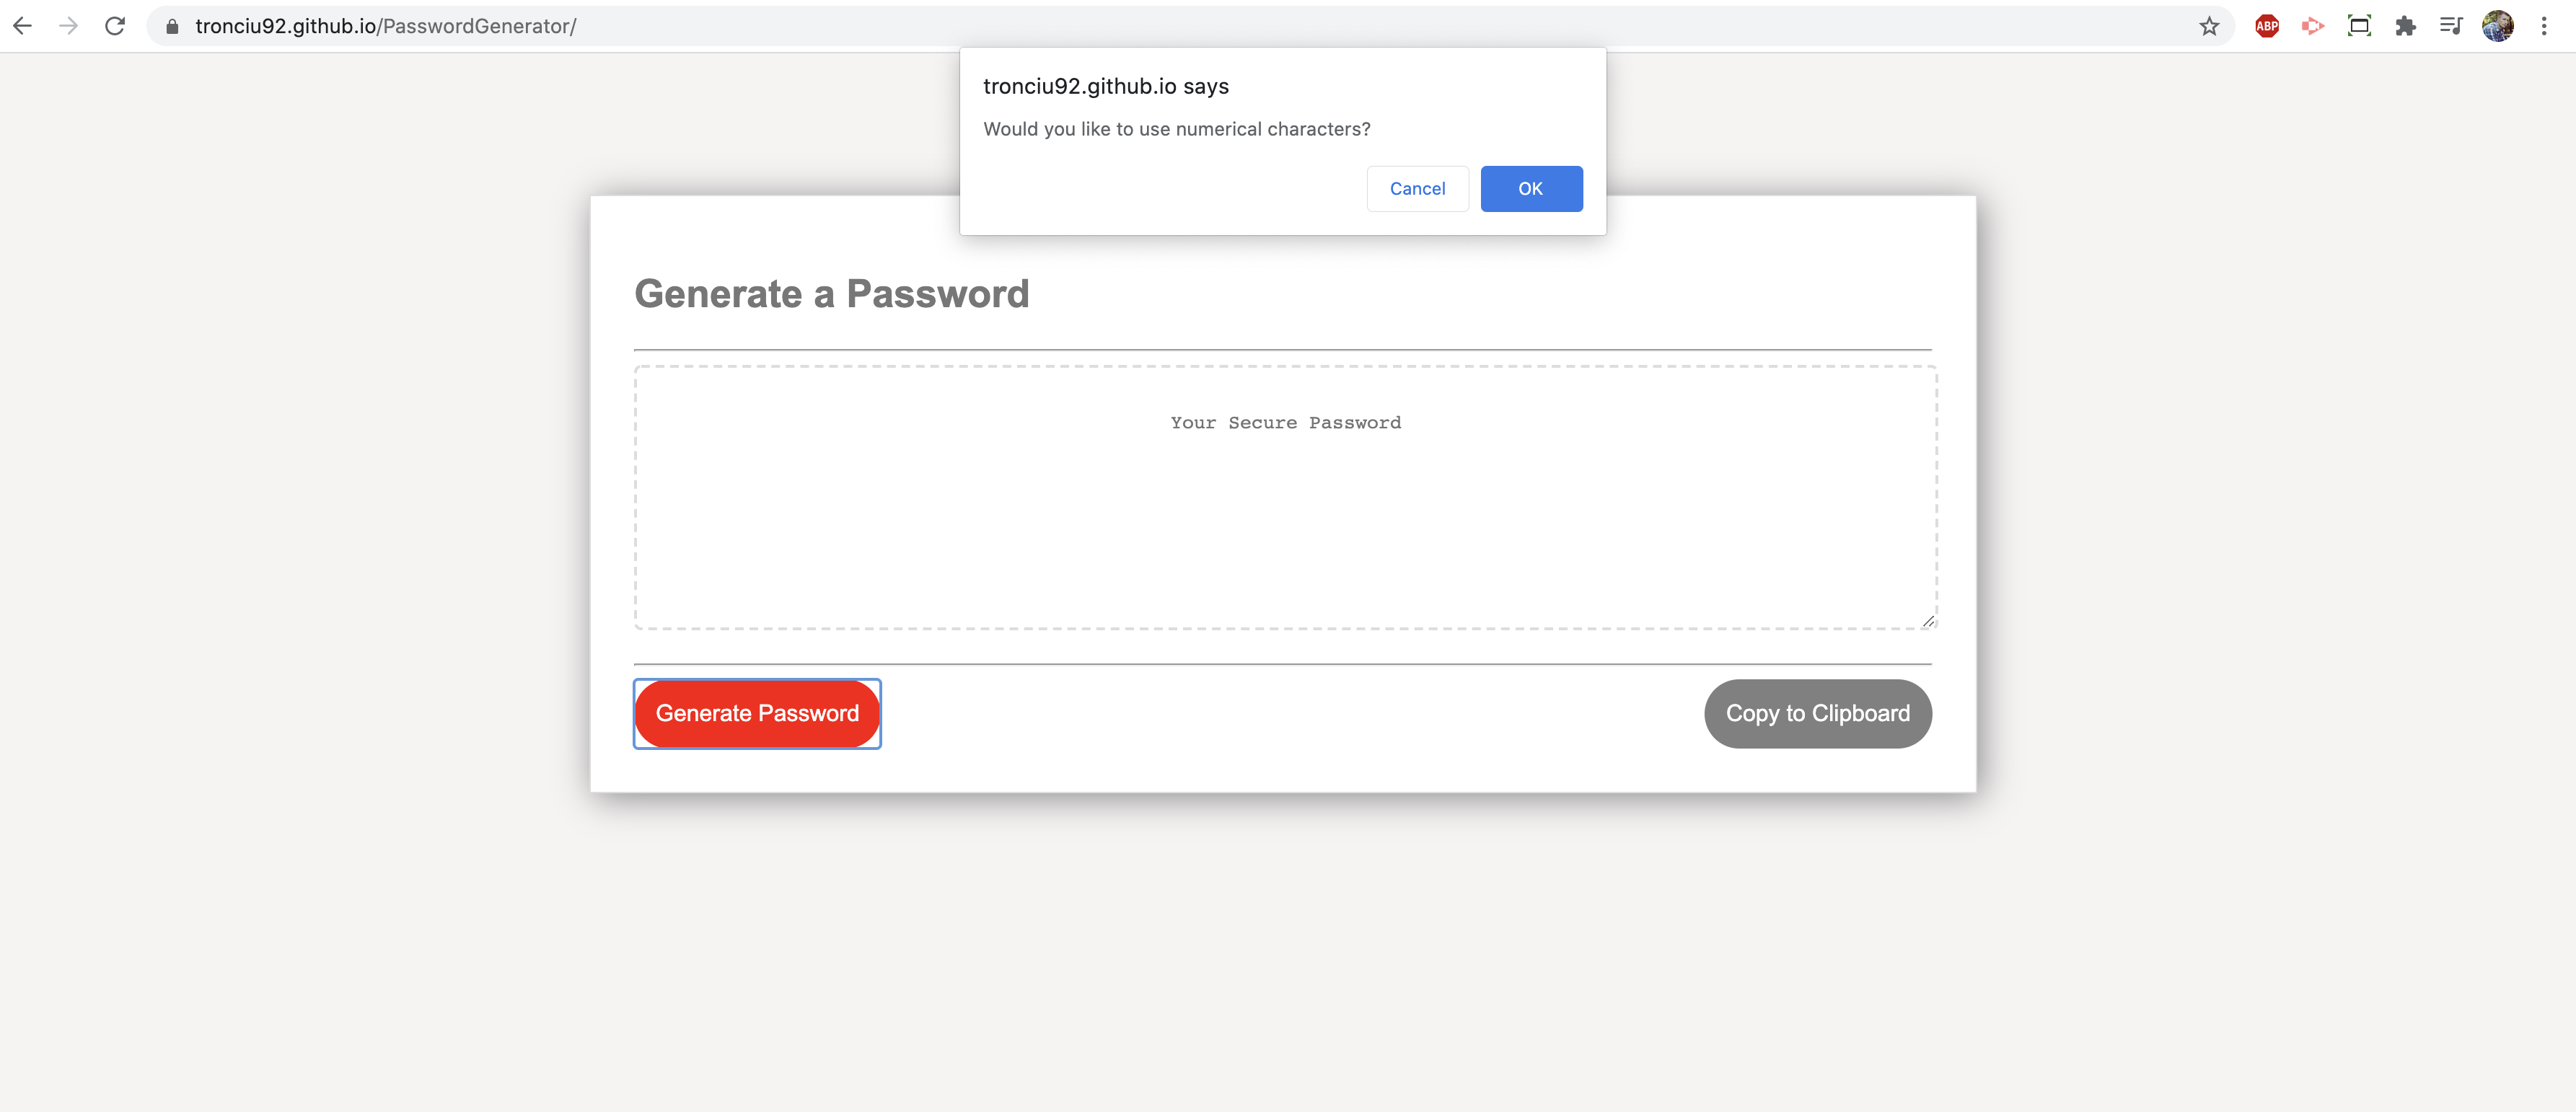 tronciu92.github.io/PasswordGenerator/
ABP
tronciu92.github.io says
Would you like to use numerical characters?
Cancel
OK
Generate a Password
Your Secure Password
Generate Password
Copy to Clipboard